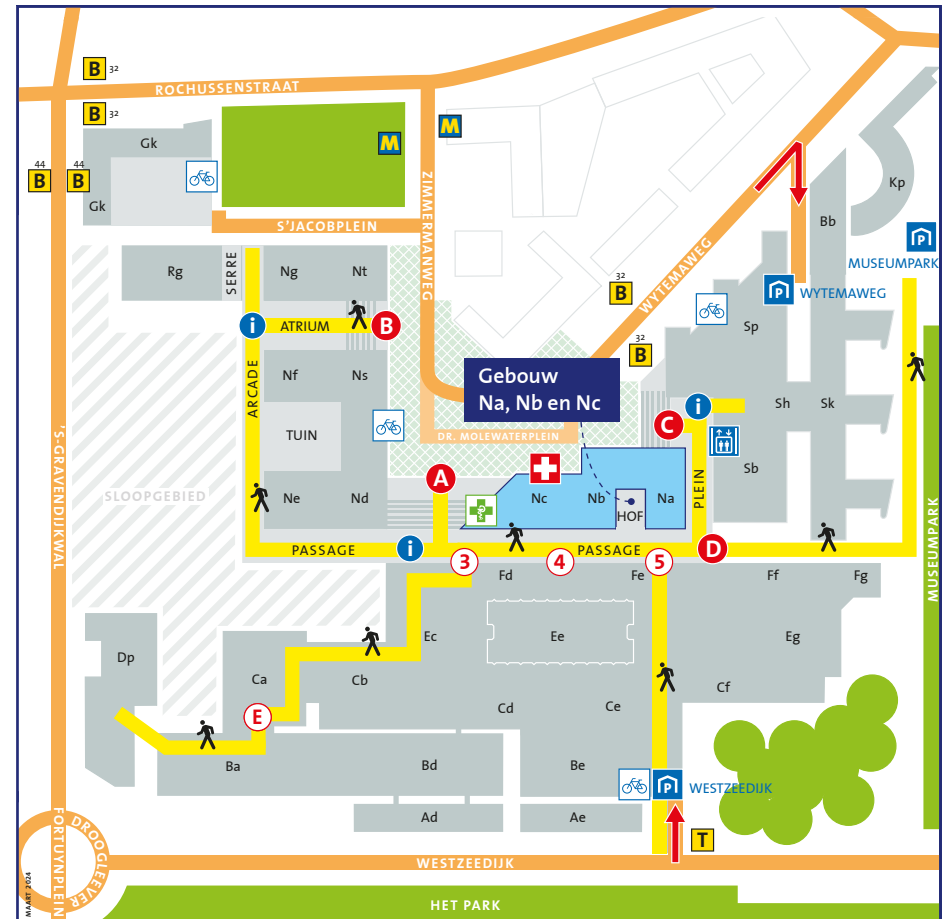 B 32
ROCHUSSENSTRAAT
B 32
M
M
Gk
44
B
44
B
Gk
Kp
ZIMMERMANWEG
S'JACOBPLEIN
Bb
P
MUSEUMPARK
WYTEMAWEG
SERRE
Rg
Ng
Nt
32
B
P
WYTEMAWEG
i
ATRIUM
B
Sp
32
B
Gebouw
Na, Nb en Nc
ARCADE
Nf
Ns
Sh
Sk
i
C
TUIN
DR. MOLEWATERPLEIN
'S-GRAVENDIJKWAL
SLOOPGEBIED
Ne
Nd
A
Nc
Nb
Na
HOF
PLEIN
Sb
PASSAGE
i
PASSAGE
D
3
4
5
MUSEUMPARK
Fd
Fe
Ff
Fg
Ec
Ee
Eg
Dp
Ca
Cb
Cd
Ce
Cf
E
Ba
Bd
Be
P
WESTZEEDIJK
Ad
Ae
T
DROOGLEEVER
FORTUYNPLEIN
WESTZEEDIJK
MAART 2024
HET PARK